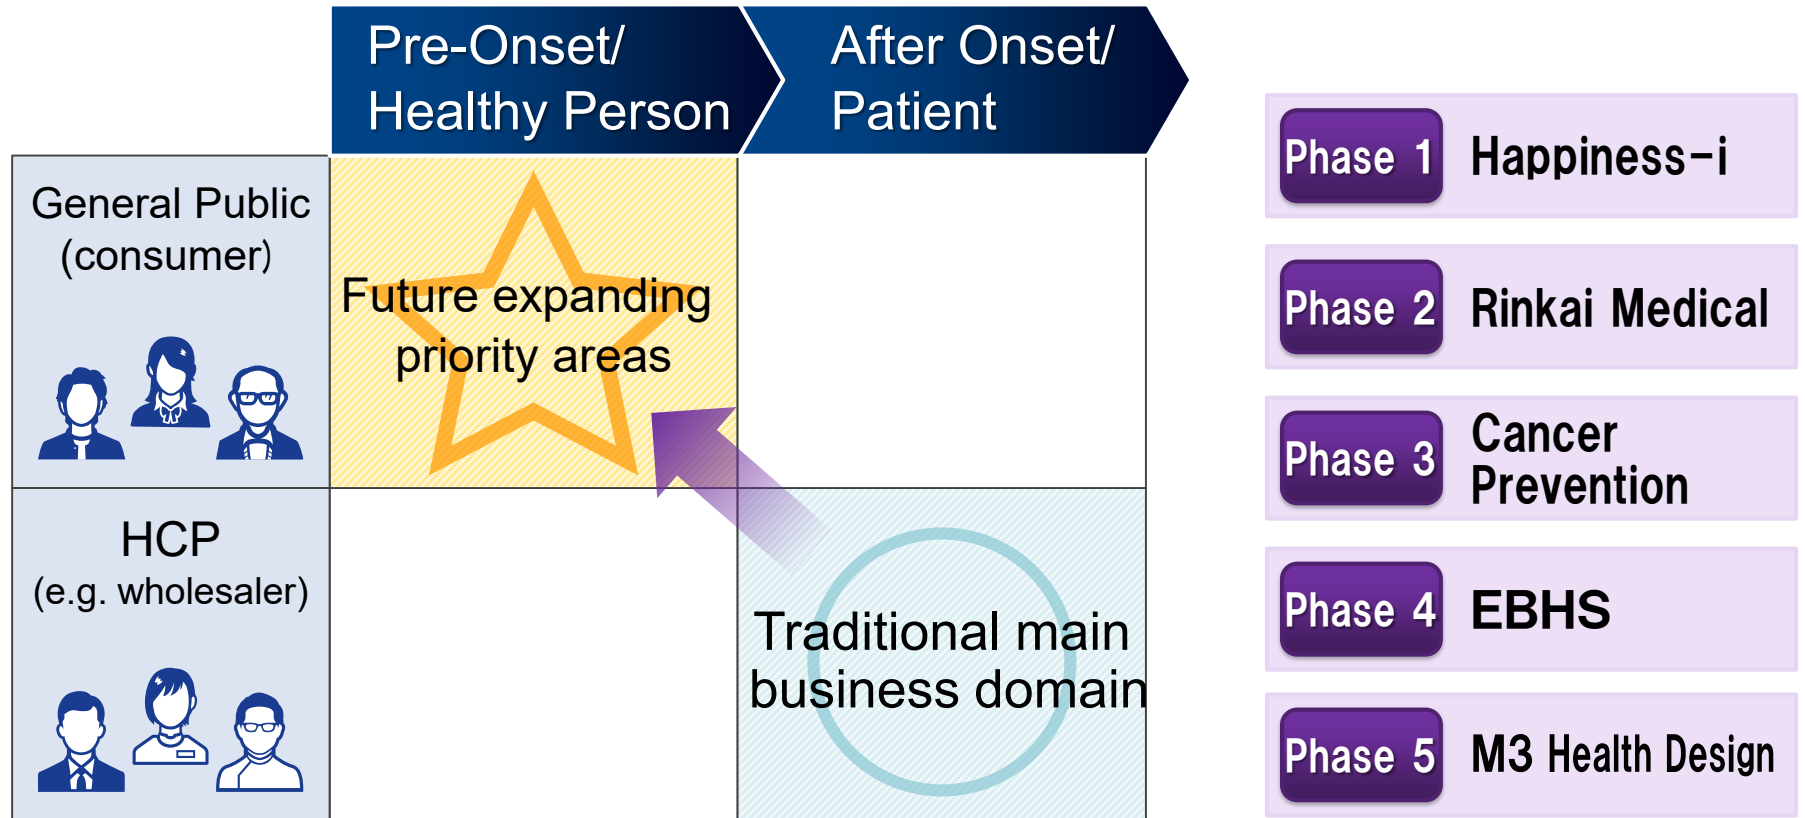 Pre-Onset/
Healthy Person
After Onset/
Patient
General Public
(consumer)
Future expanding
priority areas
HCP
(e.g. wholesaler)
Traditional main
business domain
Phase 1
Happiness-i
Phase 2
Rinkai Medical
Phase 3
Cancer
Prevention
Phase 4
EBHS
Phase 5
M3 Health Design